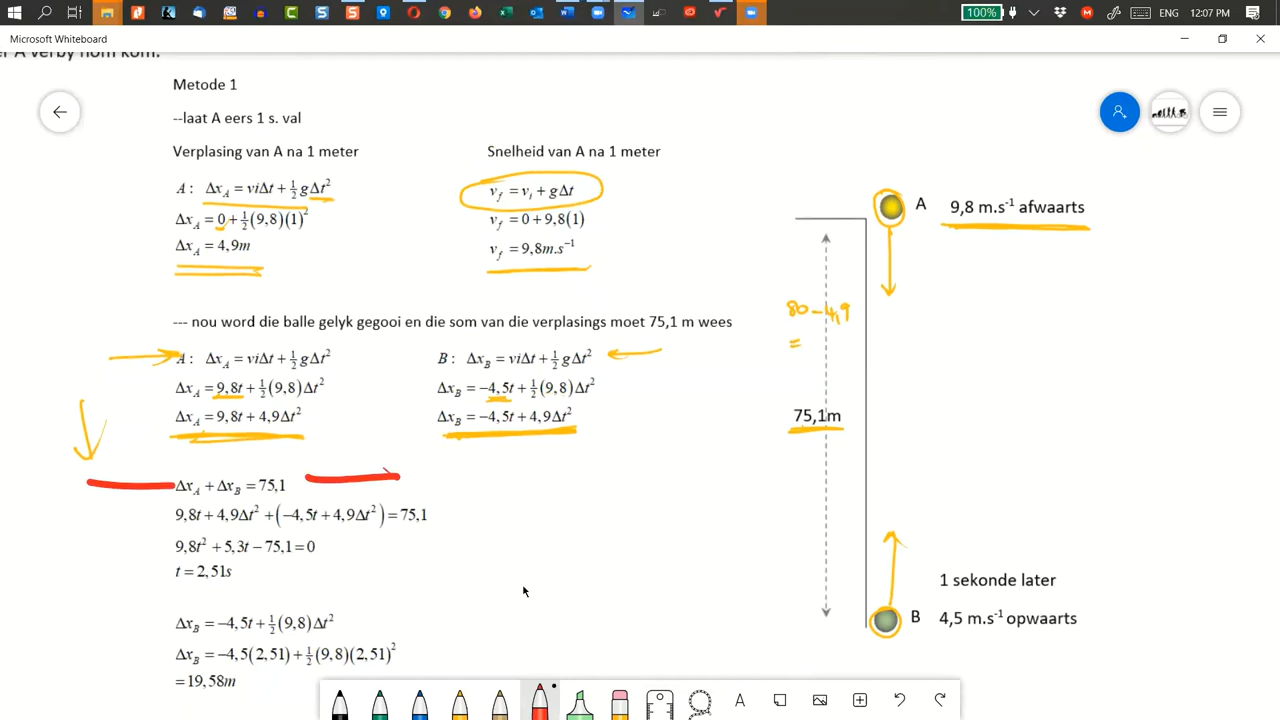 100%
ENG
12:07 PM
Microsoft Whiteboard
er A verby hom kom.
Metode 1
--laat A eers 1 s. val
Verplasing van A na 1 meter
A: Δx_A = viΔt + ½gΔt²
Δx_A = 0 + ½(9,8)(1)²
Δx_A = 4,9m
Snelheid van A na 1 meter
v_f = v_i + gΔt
v_f = 0 + 9,8(1)
v_f = 9,8m.s⁻¹
--- nou word die balle gelyk gegooi en die som van die verplasings moet 75,1 m wees
A: Δx_A = viΔt + ½gΔt²
Δx_A = 9,8t + ½(9,8)Δt²
Δx_A = 9,8t + 4,9Δt²
B: Δx_B = viΔt + ½gΔt²
Δx_B = −4,5t + ½(9,8)Δt²
Δx_B = −4,5t + 4,9Δt²
Δx_A + Δx_B = 75,1
9,8t + 4,9Δt² + (−4,5t + 4,9Δt²) = 75,1
9,8t² + 5,3t − 75,1 = 0
t = 2,51s
Δx_B = −4,5t + ½(9,8)Δt²
Δx_B = −4,5(2,51) + ½(9,8)(2,51)²
= 19,58m
A
9,8 m.s⁻¹ afwaarts
80 − 4,9
=
75,1m
1 sekonde later
B
4,5 m.s⁻¹ opwaarts
A